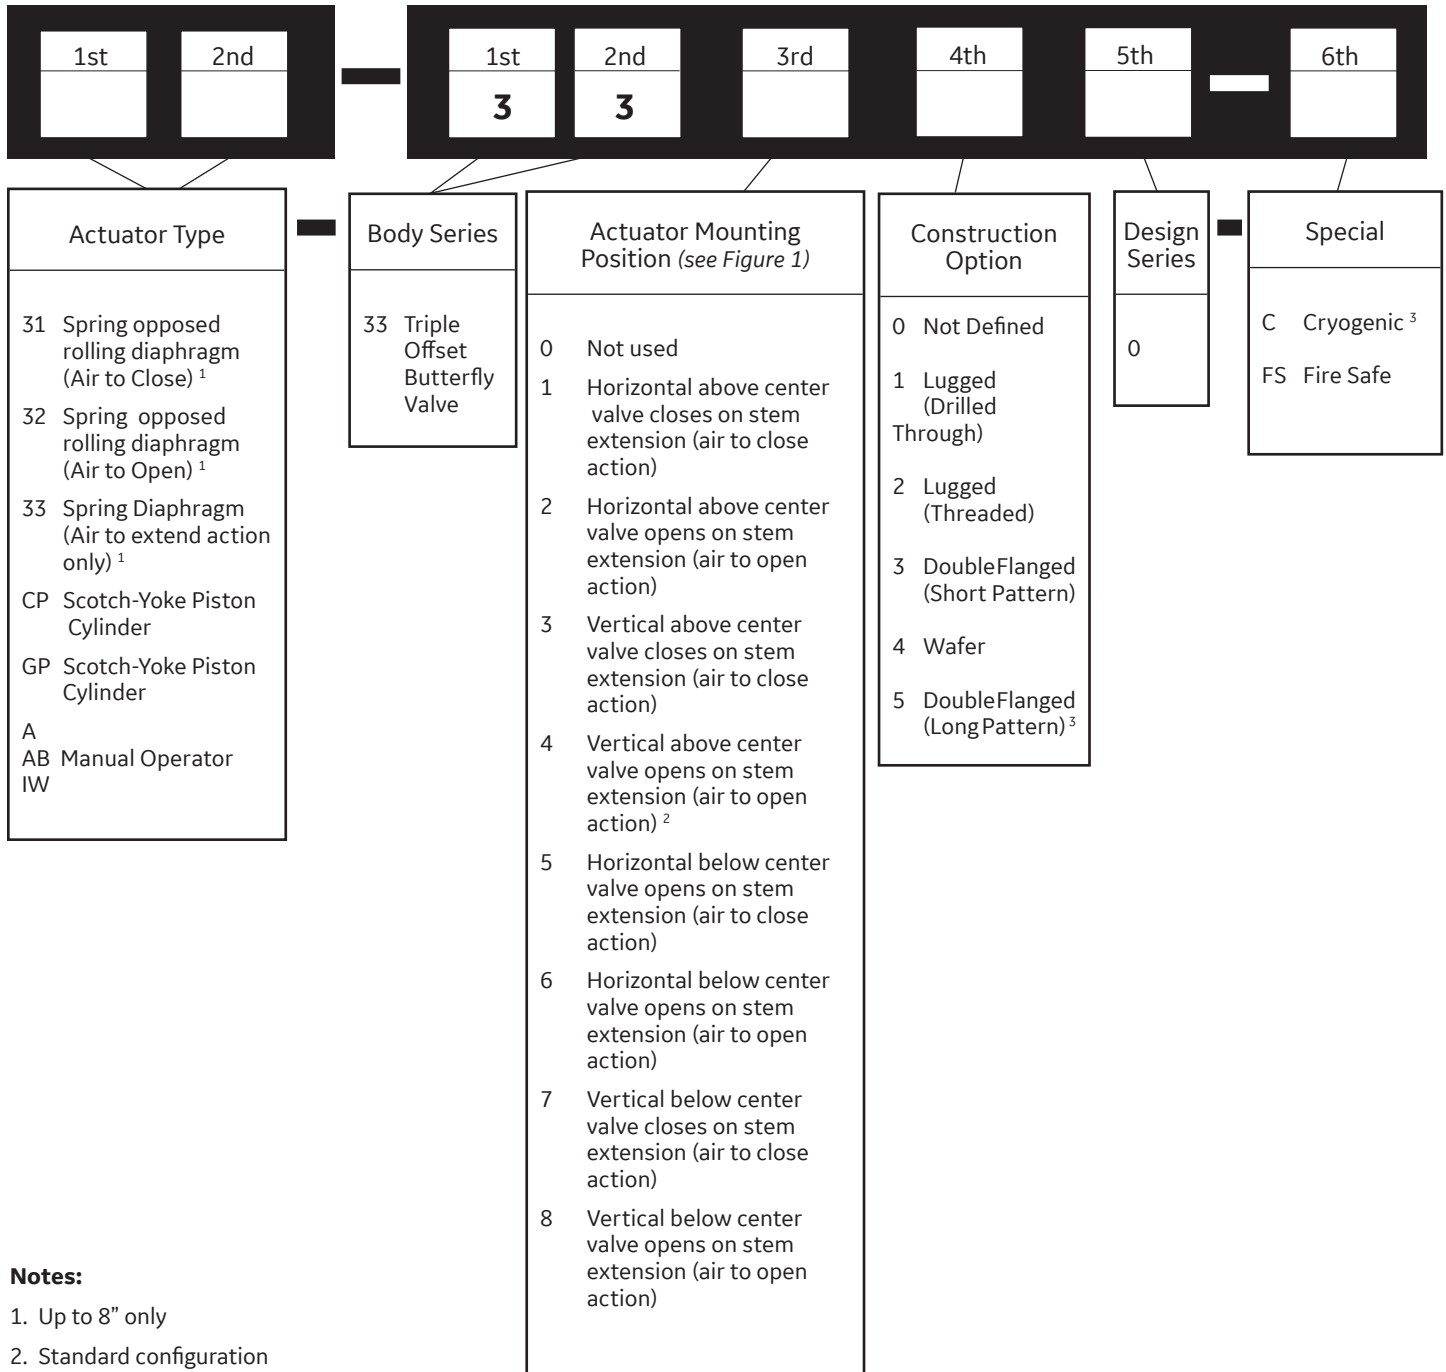 1st 2nd 1st 2nd 3rd 4th 5th 6th
3 3
Actuator Type
31 Spring opposed
rolling diaphragm
(Air to Close) 1
32 Spring opposed
rolling diaphragm
(Air to Open) 1
33 Spring Diaphragm
(Air to extend action
only) 1
CP Scotch-Yoke Piston
Cylinder
GP Scotch-Yoke Piston
Cylinder
A
AB Manual Operator
IW
Body Series
33 Triple
Offset
Butterfly
Valve
Actuator Mounting
Position (see Figure 1)
0 Not used
1 Horizontal above center
valve closes on stem
extension (air to close
action)
2 Horizontal above center
valve opens on stem
extension (air to open
action)
3 Vertical above center
valve closes on stem
extension (air to close
action)
4 Vertical above center
valve opens on stem
extension (air to open
action) 2
5 Horizontal below center
valve opens on stem
extension (air to close
action)
6 Horizontal below center
valve opens on stem
extension (air to open
action)
7 Vertical below center
valve closes on stem
extension (air to close
action)
8 Vertical below center
valve opens on stem
extension (air to open
action)
Construction
Option
0 Not Defined
1 Lugged
(Drilled
Through)
2 Lugged
(Threaded)
3 Double Flanged
(Short Pattern)
4 Wafer
5 Double Flanged
(Long Pattern) 3
Design
Series
0
Special
C Cryogenic 3
FS Fire Safe
Notes:
1. Up to 8” only
2. Standard configuration